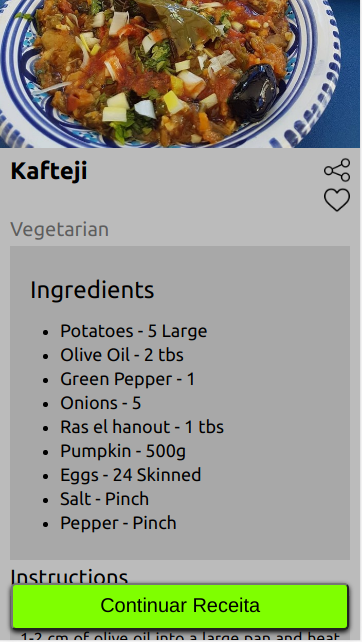 Kafteji
Vegetarian
Ingredients
Potatoes - 5 Large
Olive Oil - 2 tbs
Green Pepper - 1
Onions - 5
Ras el hanout - 1 tbs
Pumpkin - 500g
Eggs - 24 Skinned
Salt - Pinch
Pepper - Pinch
Instructions
Continuar Receita
1-2 cm of olive oil into a large pan and heat